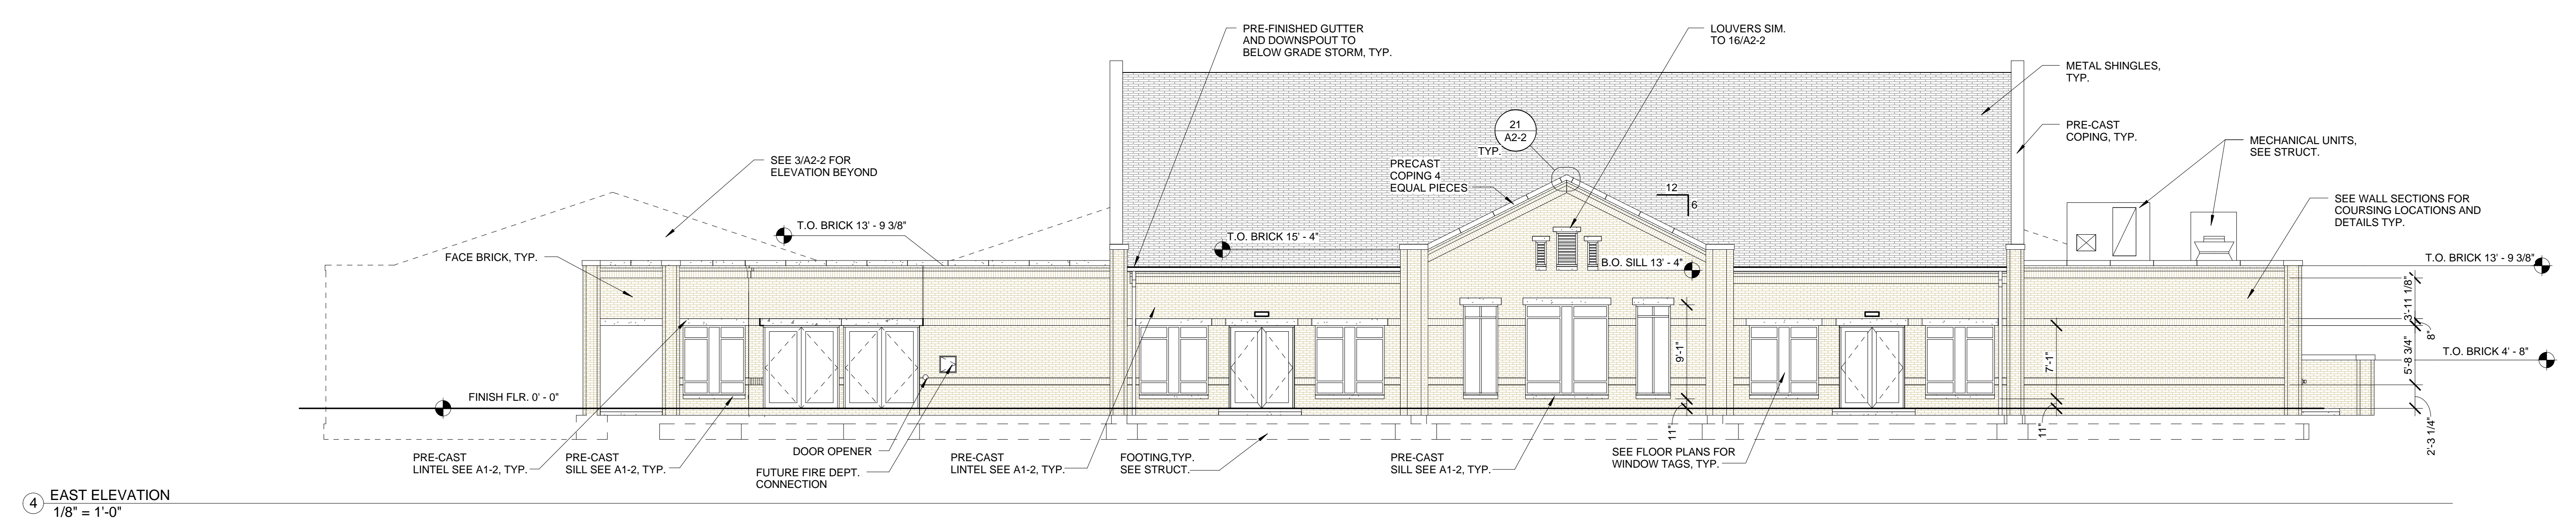 PRE-FINISHED GUTTER
AND DOWNSPOUT TO
BELOW GRADE STORM, TYP.
LOUVERS SIM.
TO 16/A2-2
METAL SHINGLES,
TYP.
21
A2-2
TYP.
PRE-CAST
COPING, TYP.
MECHANICAL UNITS,
SEE STRUCT.
SEE 3/A2-2 FOR
ELEVATION BEYOND
PRECAST
COPING 4
EQUAL PIECES
12
6
SEE WALL SECTIONS FOR
COURSING LOCATIONS AND
DETAILS TYP.
T.O. BRICK 13' - 9 3/8"
T.O. BRICK 15' - 4"
FACE BRICK, TYP.
B.O. SILL 13' - 4"
T.O. BRICK 13' - 9 3/8"
3'-11 1/8"
8"
5'-8 3/4"
2'-3 1/4"
T.O. BRICK 4' - 8"
9'-1"
11"
7'-1"
11"
FINISH FLR. 0' - 0"
PRE-CAST
LINTEL SEE A1-2, TYP.
PRE-CAST
SILL SEE A1-2, TYP.
DOOR OPENER
FUTURE FIRE DEPT.
CONNECTION
PRE-CAST
LINTEL SEE A1-2, TYP.
FOOTING,TYP.
SEE STRUCT.
PRE-CAST
SILL SEE A1-2, TYP.
SEE FLOOR PLANS FOR
WINDOW TAGS, TYP.
4
EAST ELEVATION
1/8" = 1'-0"